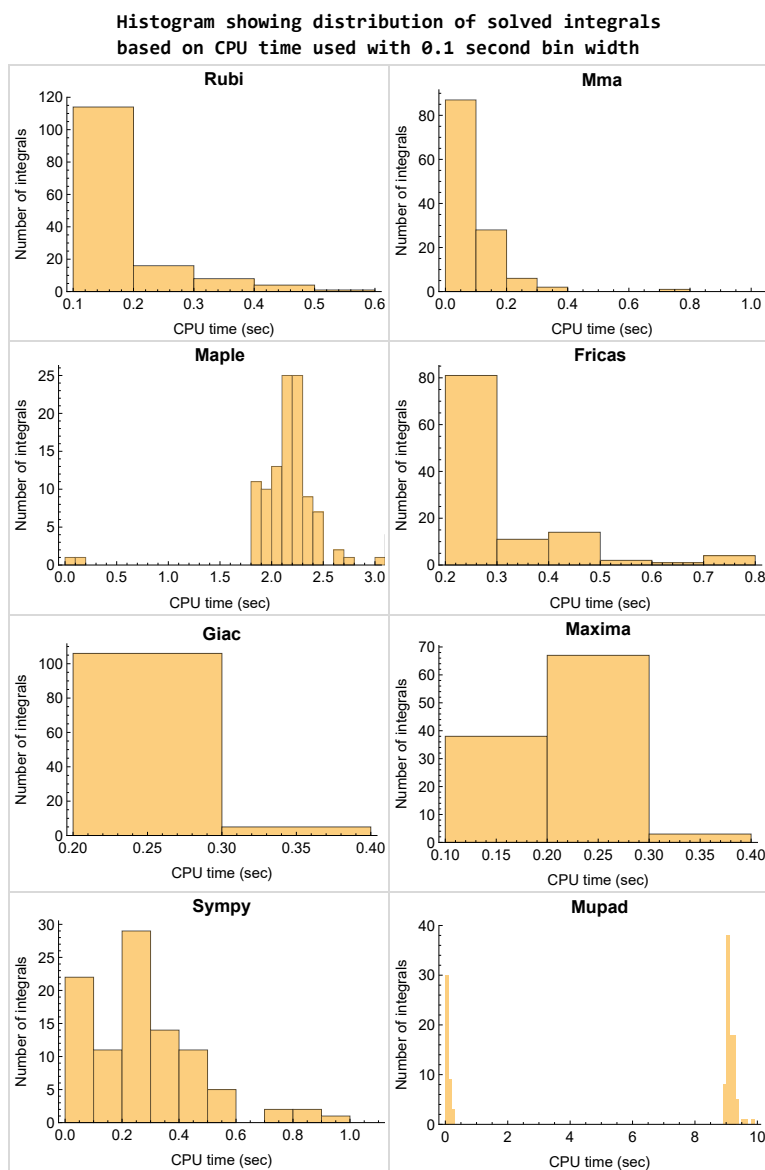 Histogram showing distribution of solved integrals
based on CPU time used with 0.1 second bin width
Rubi
Number of integrals
120
100
80
60
40
20
0
0.1 0.2 0.3 0.4 0.5 0.6
CPU time (sec)
Mma
Number of integrals
80
60
40
20
0
0.0 0.2 0.4 0.6 0.8 1.0
CPU time (sec)
Maple
Number of integrals
25
20
15
10
5
0
0.0 0.5 1.0 1.5 2.0 2.5 3.0
CPU time (sec)
Fricas
Number of integrals
80
60
40
20
0
0.2 0.3 0.4 0.5 0.6 0.7 0.8
CPU time (sec)
Giac
Number of integrals
100
80
60
40
20
0
0.20 0.25 0.30 0.35 0.40
CPU time (sec)
Maxima
Number of integrals
70
60
50
40
30
20
10
0
0.10 0.15 0.20 0.25 0.30 0.35 0.40
CPU time (sec)
Sympy
Number of integrals
30
25
20
15
10
5
0
0.0 0.2 0.4 0.6 0.8 1.0
CPU time (sec)
Mupad
Number of integrals
40
30
20
10
0
0 2 4 6 8 10
CPU time (sec)